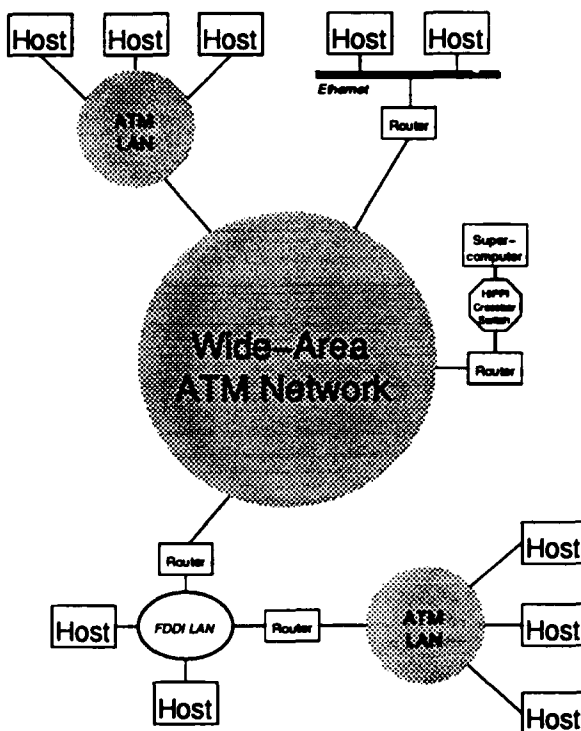 Host
Host
Host
Host
Host
ATM
LAN
Ethernet
Router
Super-
computer
HIPPI
Crossbar
Switch
Router
Wide-Area
ATM Network
Router
Host
FDDI LAN
Router
Host
ATM
LAN
Host
Host
Host